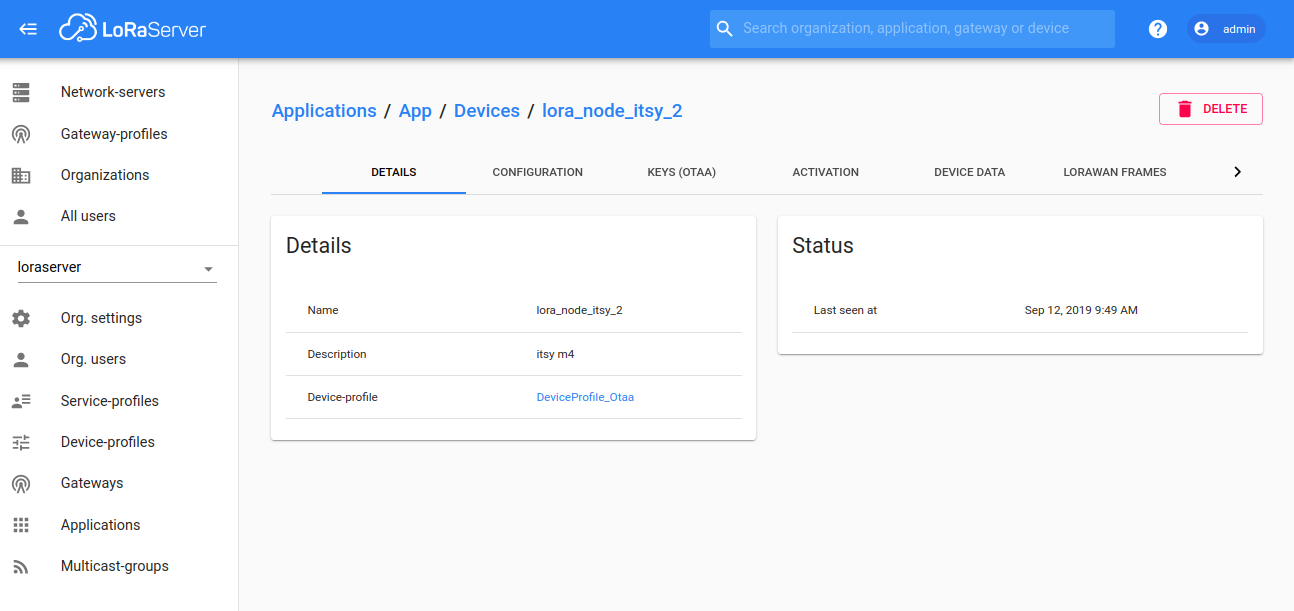 LoRaServer
Search organization, application, gateway or device
?
admin
Network-servers
Gateway-profiles
Organizations
All users
loraserver
Org. settings
Org. users
Service-profiles
Device-profiles
Gateways
Applications
Multicast-groups
Applications / App / Devices / lora_node_itsy_2
DELETE
DETAILS CONFIGURATION KEYS (OTAA) ACTIVATION DEVICE DATA LORAWAN FRAMES
Details
Name lora_node_itsy_2
Description itsy m4
Device-profile DeviceProfile_Otaa
Status
Last seen at Sep 12, 2019 9:49 AM